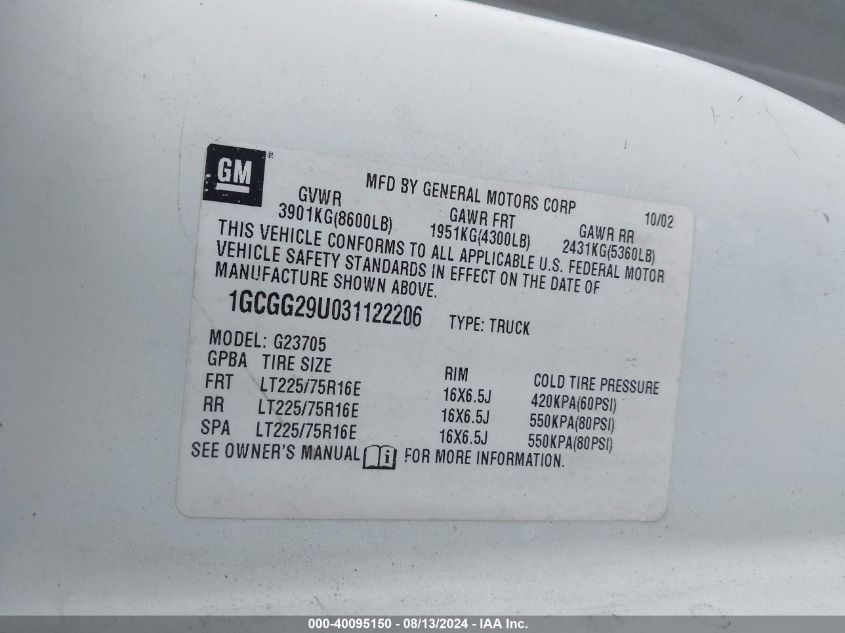 GM ®
MFD BY GENERAL MOTORS CORP 10/02
GVWR GAWR FRT GAWR RR
3901KG(8600LB) 1951KG(4300LB) 2431KG(5360LB)
THIS VEHICLE CONFORMS TO ALL APPLICABLE U.S. FEDERAL MOTOR
VEHICLE SAFETY STANDARDS IN EFFECT ON THE DATE OF
MANUFACTURE SHOWN ABOVE.
1GCGG29U031122206 TYPE: TRUCK
MODEL: G23705
GPBA TIRE SIZE RIM COLD TIRE PRESSURE
FRT LT225/75R16E 16X6.5J 420KPA(60PSI)
RR LT225/75R16E 16X6.5J 550KPA(80PSI)
SPA LT225/75R16E 16X6.5J 550KPA(80PSI)
SEE OWNER'S MANUAL i FOR MORE INFORMATION.
000-40095150 - 08/13/2024 - IAA Inc.